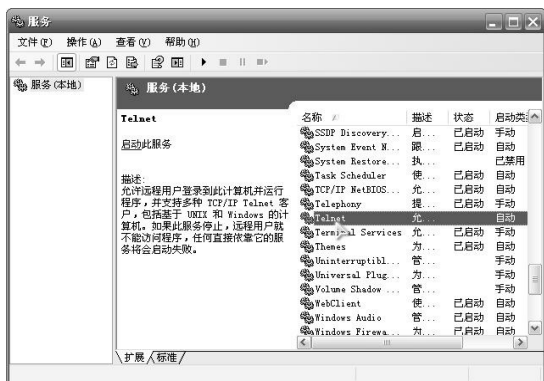 服务
文件(F) 操作(A) 查看(V) 帮助(H)
服务(本地)
服务(本地)
Telnet
启动此服务
描述:
允许远程用户登录到此计算机并运行
程序,并支持多种 TCP/IP Telnet 客
户,包括基于 UNIX 和 Windows 的计
算机。如果此服务停止,远程用户就
不能访问程序,任何直接依靠它的服
务将会启动失败。
名称 描述 状态 启动类
SSDP Discovery... 启... 已启动 手动
System Event N... 跟... 已启动 自动
System Restore... 执... 已禁用
Task Scheduler 使... 已启动 自动
TCP/IP NetBIOS... 允... 已启动 自动
Telephony 提... 已启动 手动
Telnet 允... 自动
Terminal Services 允... 已启动 手动
Themes 为... 已启动 自动
Uninterruptibl... 管... 手动
Universal Plug... 为... 手动
Volume Shadow ... 管... 手动
WebClient 使... 已启动 自动
Windows Audio 管... 已启动 自动
Windows Firewa... 为... 已启动 自动
扩展 标准